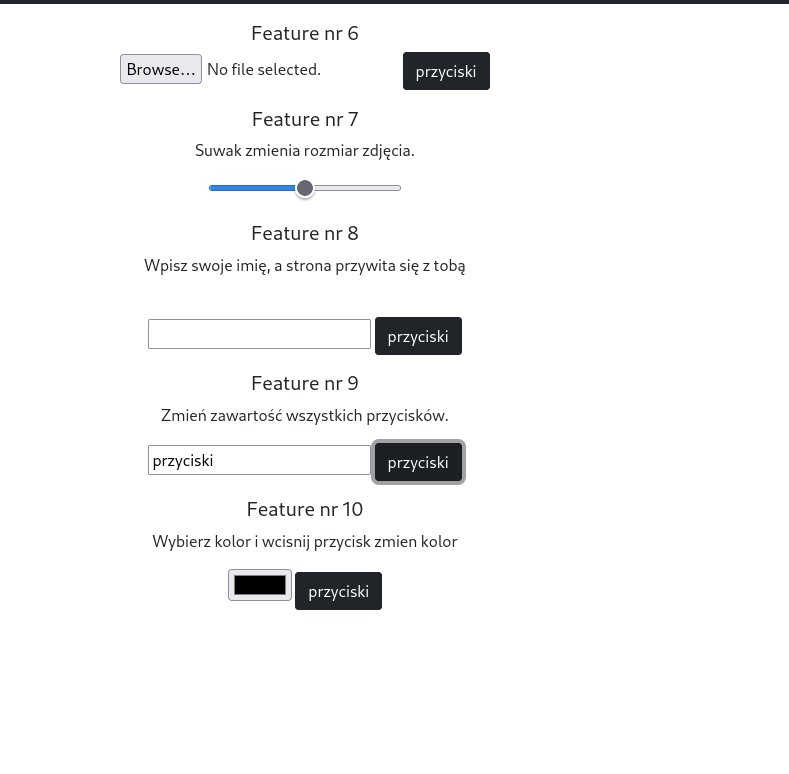 Feature nr 6
Browse... No file selected. przyciski
Feature nr 7
Suwak zmienia rozmiar zdjęcia.
Feature nr 8
Wpisz swoje imię, a strona przywita się z tobą
przyciski
Feature nr 9
Zmień zawartość wszystkich przycisków.
przyciski przyciski
Feature nr 10
Wybierz kolor i wcisnij przycisk zmien kolor
przyciski